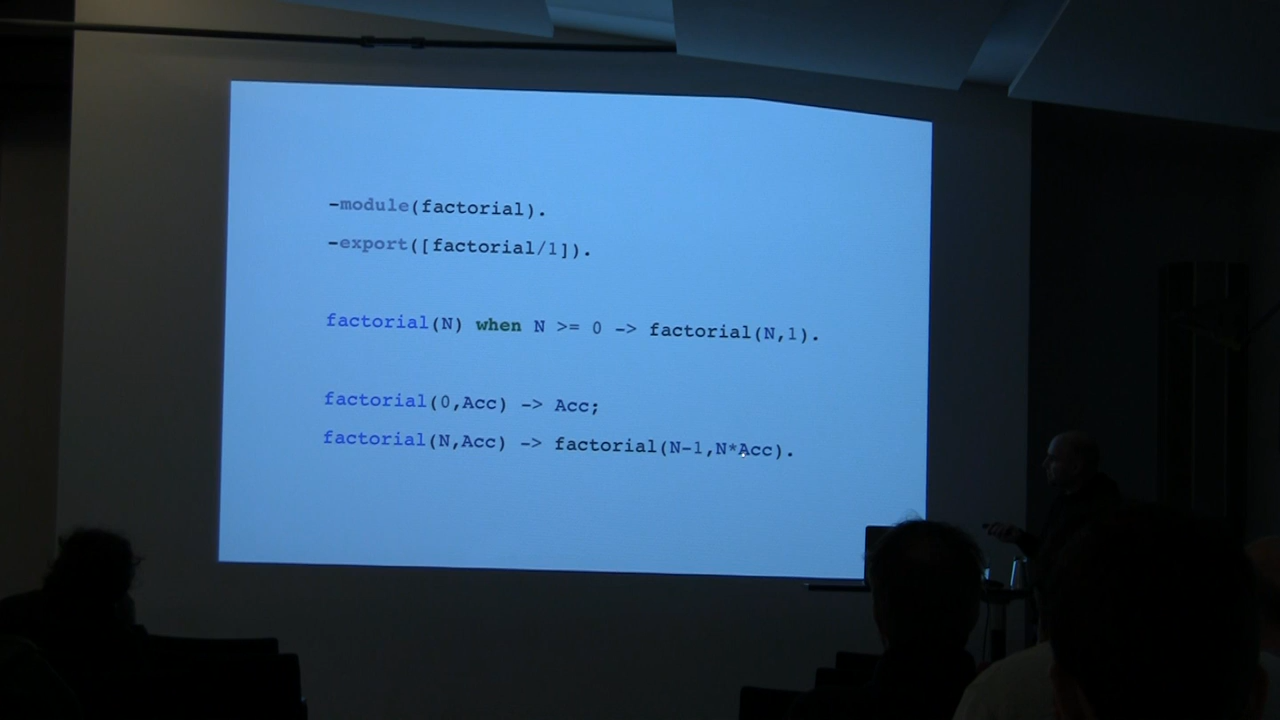 -module(factorial).
-export([factorial/1]).
factorial(N) when N >= 0 -> factorial(N,1).
factorial(0,Acc) -> Acc;
factorial(N,Acc) -> factorial(N-1,N*Acc).